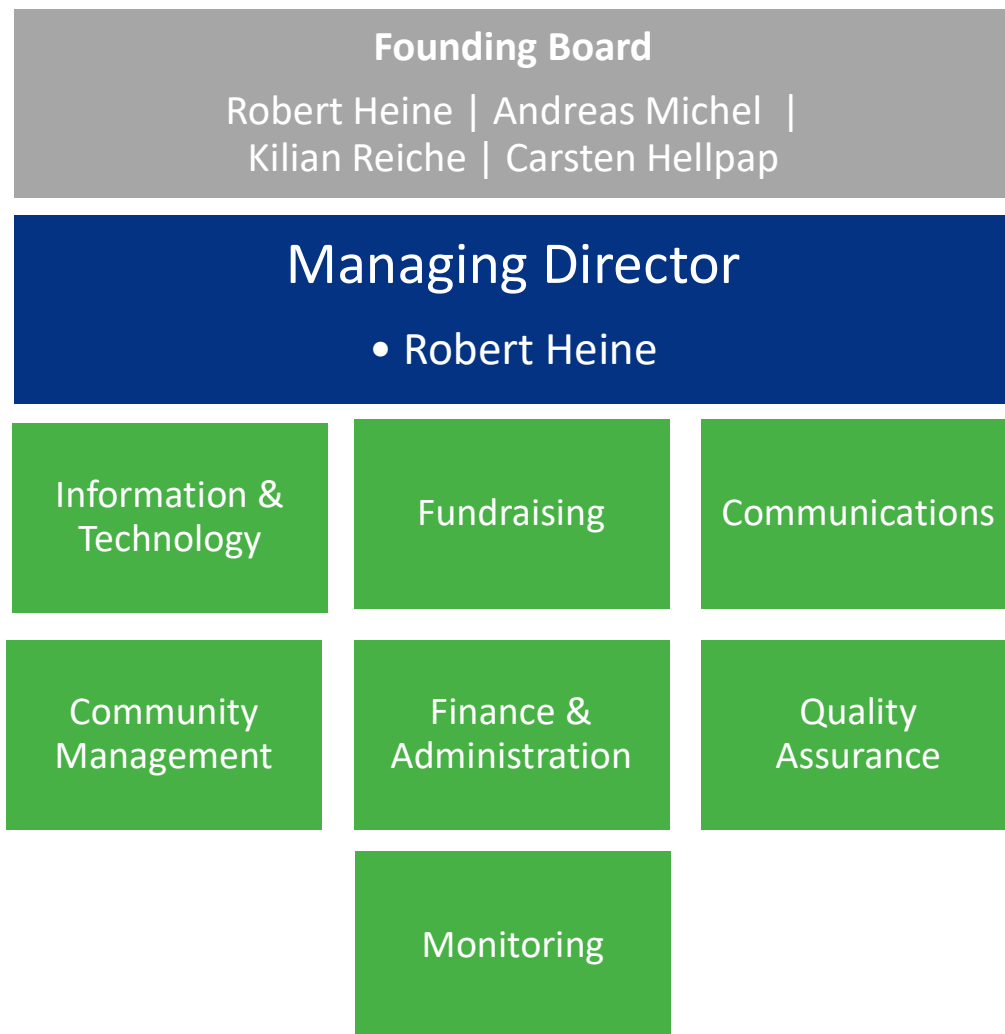 Founding Board
Robert Heine | Andreas Michel |
Kilian Reiche | Carsten Hellpap
Managing Director
• Robert Heine
Information &
Technology
Fundraising
Communications
Community
Management
Finance &
Administration
Quality
Assurance
Monitoring